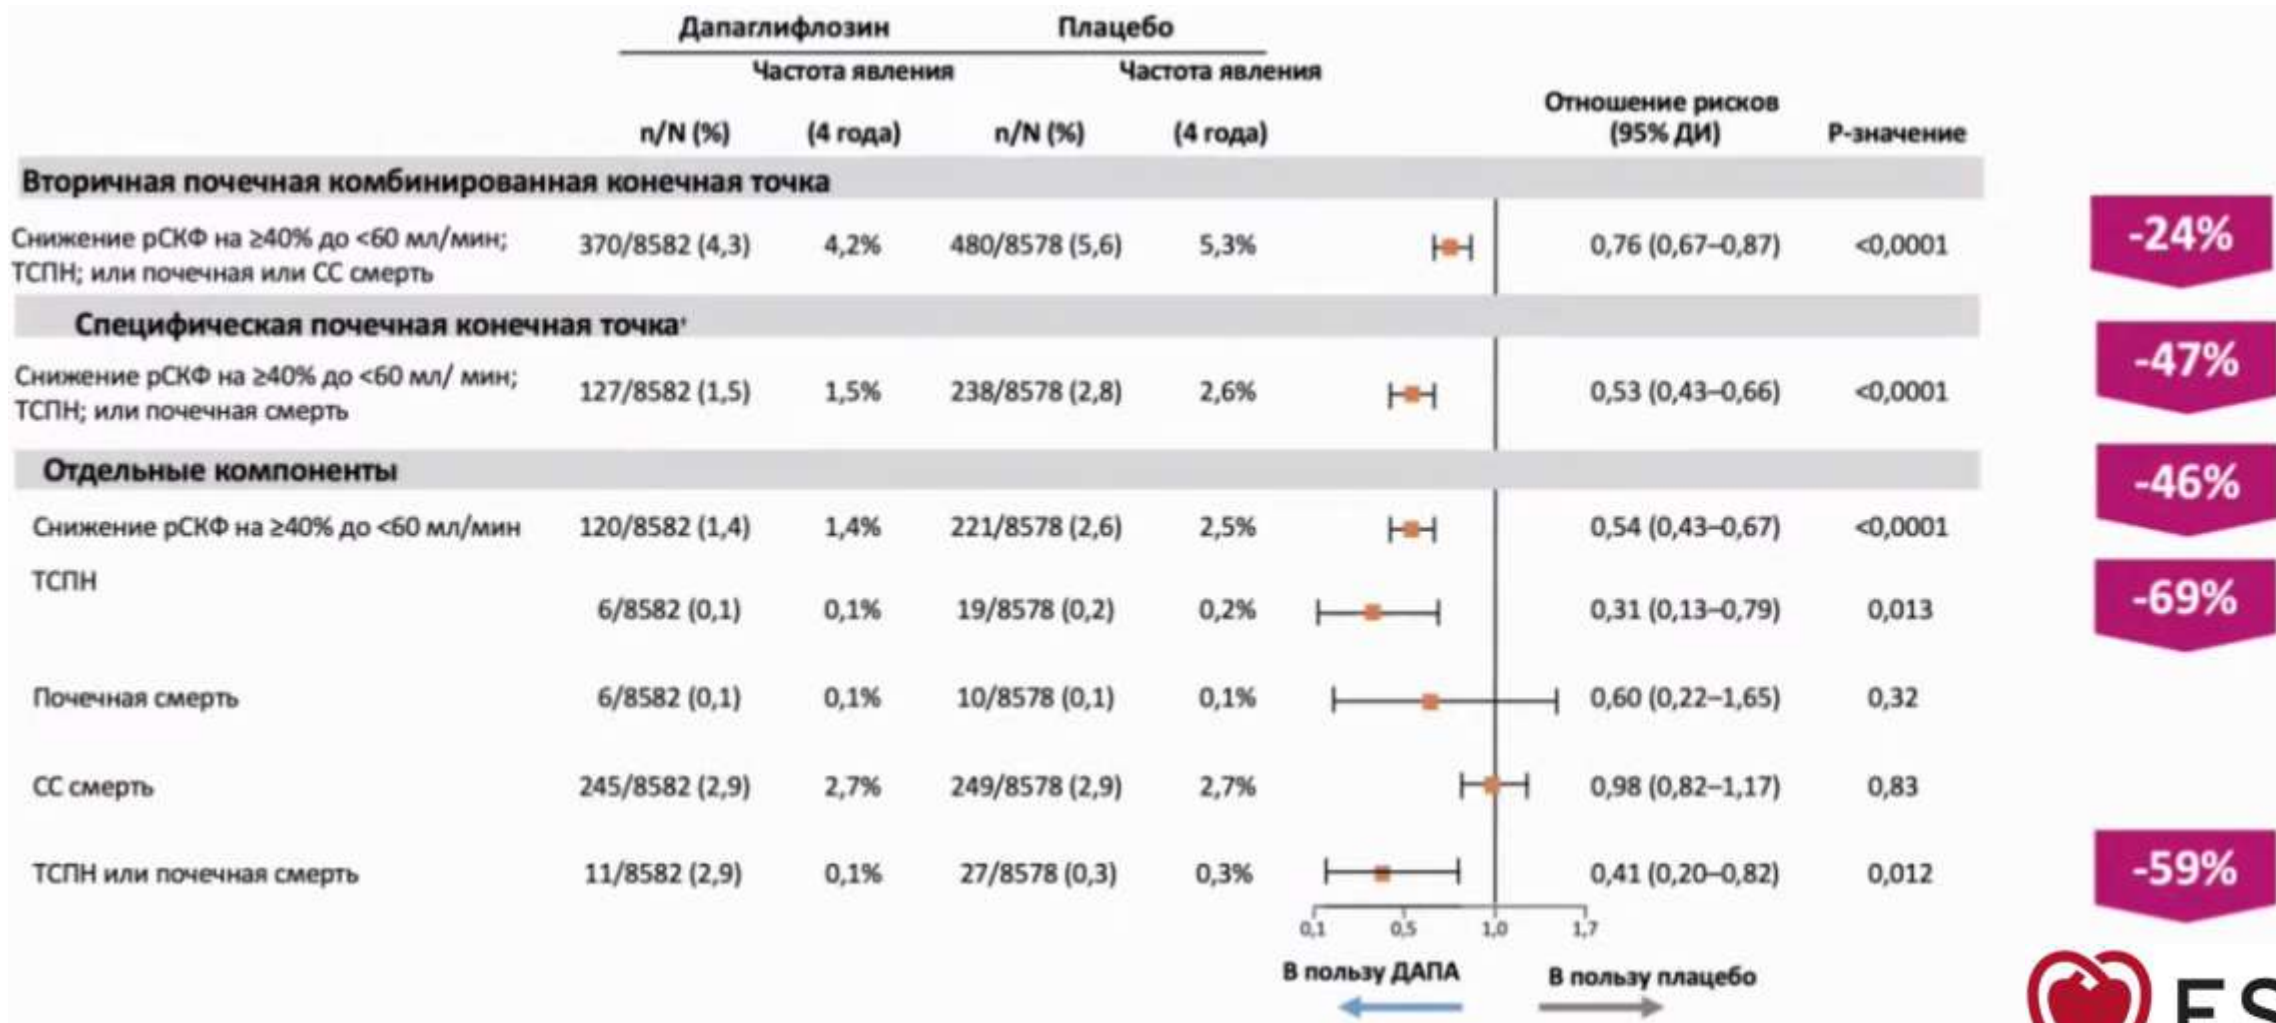 Дапаглифлозин Плацебо
Частота явления Частота явления
Отношение рисков
n/N (%) (4 года) n/N (%) (4 года) (95% ДИ) Р-значение
Вторичная почечная комбинированная конечная точка
Снижение рСКФ на ≥40% до <60 мл/мин;
ТСПН; или почечная или СС смерть
370/8582 (4,3) 4,2% 480/8578 (5,6) 5,3% 0,76 (0,67–0,87) <0,0001 -24%
Специфическая почечная конечная точка⁺
Снижение рСКФ на ≥40% до <60 мл/ мин;
ТСПН; или почечная смерть
127/8582 (1,5) 1,5% 238/8578 (2,8) 2,6% 0,53 (0,43–0,66) <0,0001 -47%
Отдельные компоненты
Снижение рСКФ на ≥40% до <60 мл/мин 120/8582 (1,4) 1,4% 221/8578 (2,6) 2,5% 0,54 (0,43–0,67) <0,0001 -46%
ТСПН
6/8582 (0,1) 0,1% 19/8578 (0,2) 0,2% 0,31 (0,13–0,79) 0,013 -69%
Почечная смерть 6/8582 (0,1) 0,1% 10/8578 (0,1) 0,1% 0,60 (0,22–1,65) 0,32
СС смерть 245/8582 (2,9) 2,7% 249/8578 (2,9) 2,7% 0,98 (0,82–1,17) 0,83
ТСПН или почечная смерть 11/8582 (2,9) 0,1% 27/8578 (0,3) 0,3% 0,41 (0,20–0,82) 0,012 -59%
0,1 0,5 1,0 1,7
В пользу ДАПА В пользу плацебо
ES